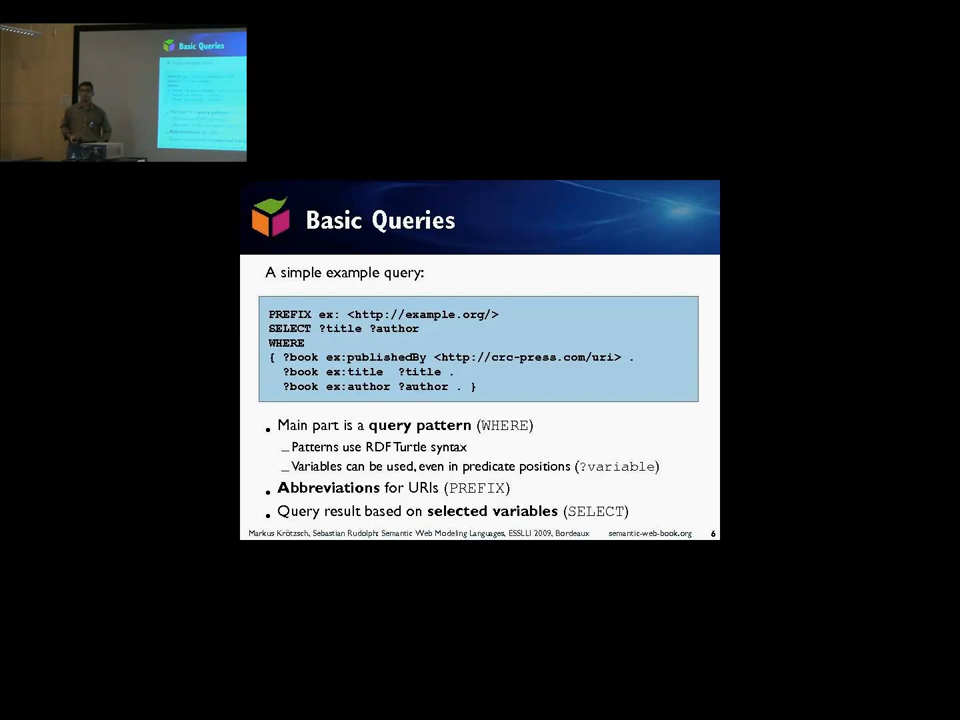 Basic Queries
Basic Queries
A simple example query:
PREFIX ex: <http://example.org/>
SELECT ?title ?author
WHERE
{ ?book ex:publishedBy <http://crc-press.com/uri> .
?book ex:title ?title .
?book ex:author ?author . }
• Main part is a query pattern (WHERE)
– Patterns use RDF Turtle syntax
– Variables can be used, even in predicate positions (?variable)
• Abbreviations for URIs (PREFIX)
• Query result based on selected variables (SELECT)
Markus Krötzsch, Sebastian Rudolph: Semantic Web Modeling Languages, ESSLLI 2009, Bordeaux semantic-web-book.org 6